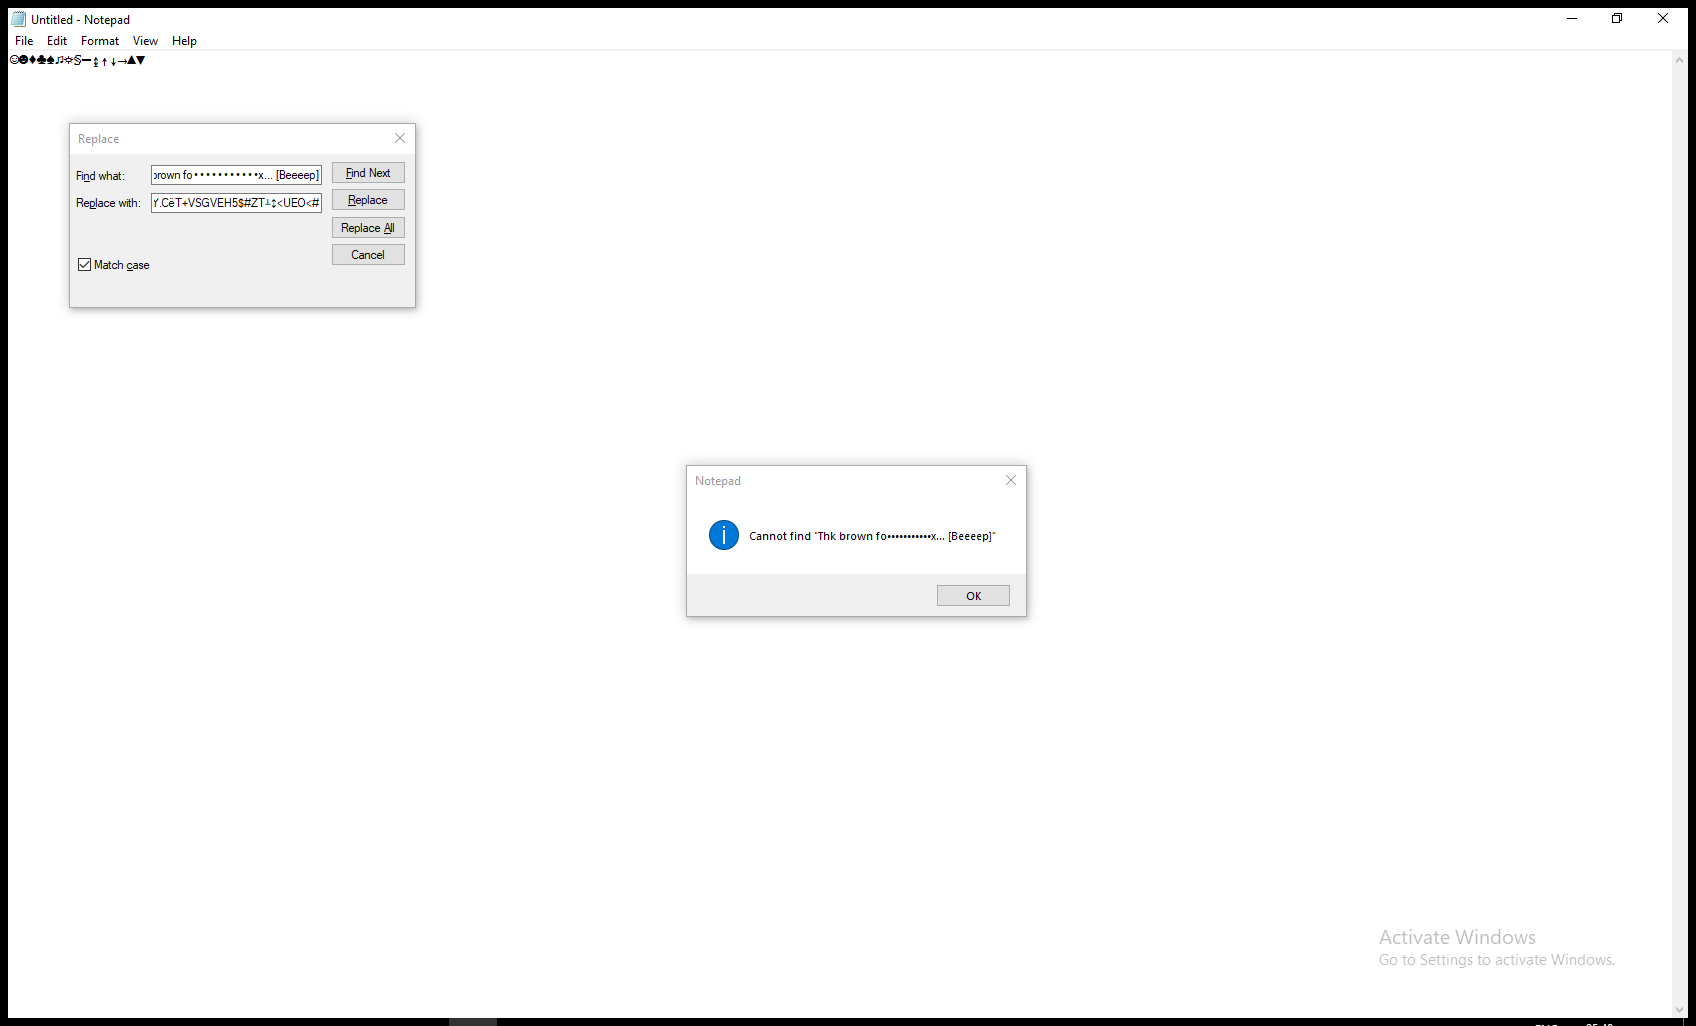 Untitled - Notepad
File Edit Format View Help
☺☻♦♣♠♫☼§▬↨↑↓→▲▼
Replace
Find what: brown fo•••••••••••x... [Beeeep] Find Next
Replace with: Y.CëT+VSGVEH5$#ZT┴↕<UEO<# Replace
Replace All
Cancel
Match case
Notepad
Cannot find "Thk brown fo•••••••••••x... [Beeeep]"
OK
Activate Windows
Go to Settings to activate Windows.